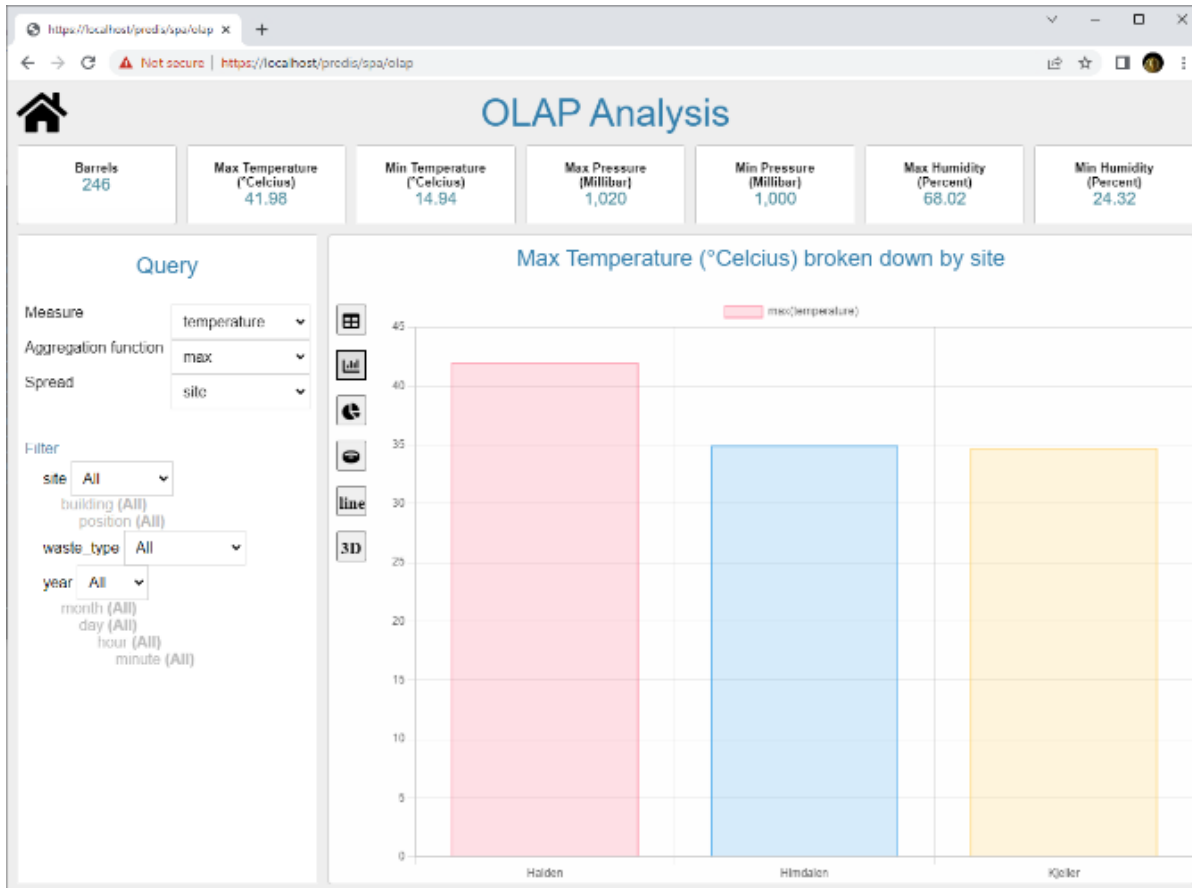 https://localhost/predis/spa/olap
Not secure | https://localhost/predis/spa/olap
OLAP Analysis
Barrels
246
Max Temperature
(°Celcius)
41.98
Min Temperature
(°Celcius)
14.94
Max Pressure
(Millibar)
1,020
Min Pressure
(Millibar)
1,000
Max Humidity
(Percent)
68.02
Min Humidity
(Percent)
24.32
Query
Measure temperature
Aggregation function max
Spread site
Filter
site All
building (All)
position (All)
waste_type All
year All
month (All)
day (All)
hour (All)
minute (All)
Max Temperature (°Celcius) broken down by site
line
3D
max(temperature)
45
40
35
30
25
20
15
10
5
0
Halden Himdalen Kjeller